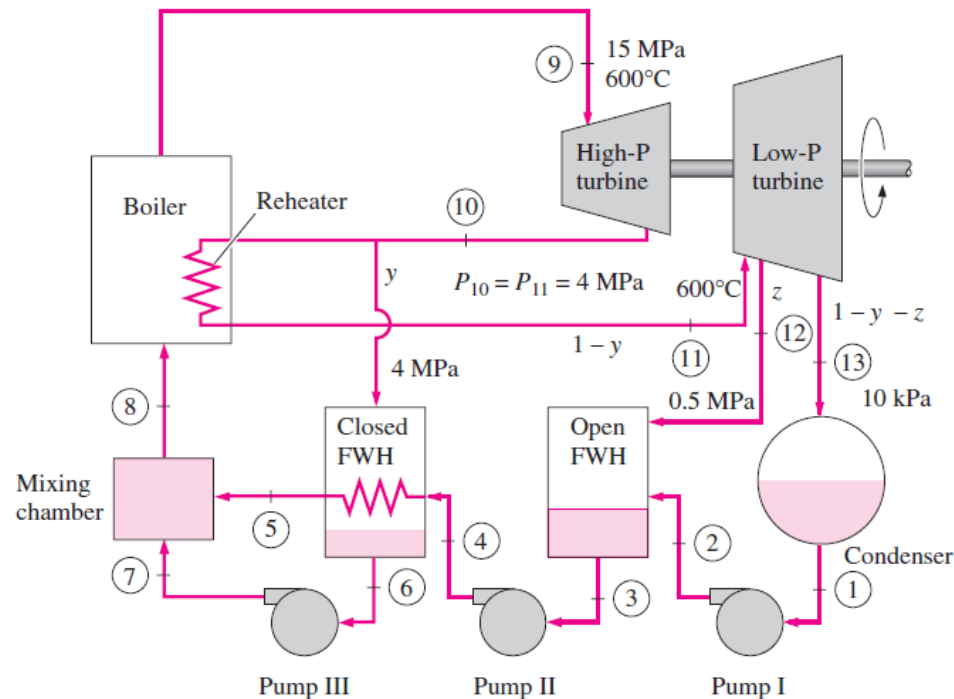 9
15 MPa
600°C
High-P
turbine
Low-P
turbine
Boiler
Reheater
10
y
P10 = P11 = 4 MPa
600°C
z
12
1 – y – z
1 – y
11
13
4 MPa
0.5 MPa
10 kPa
8
Closed
FWH
Open
FWH
Mixing
chamber
5
4
2
Condenser
7
6
3
1
Pump III
Pump II
Pump I